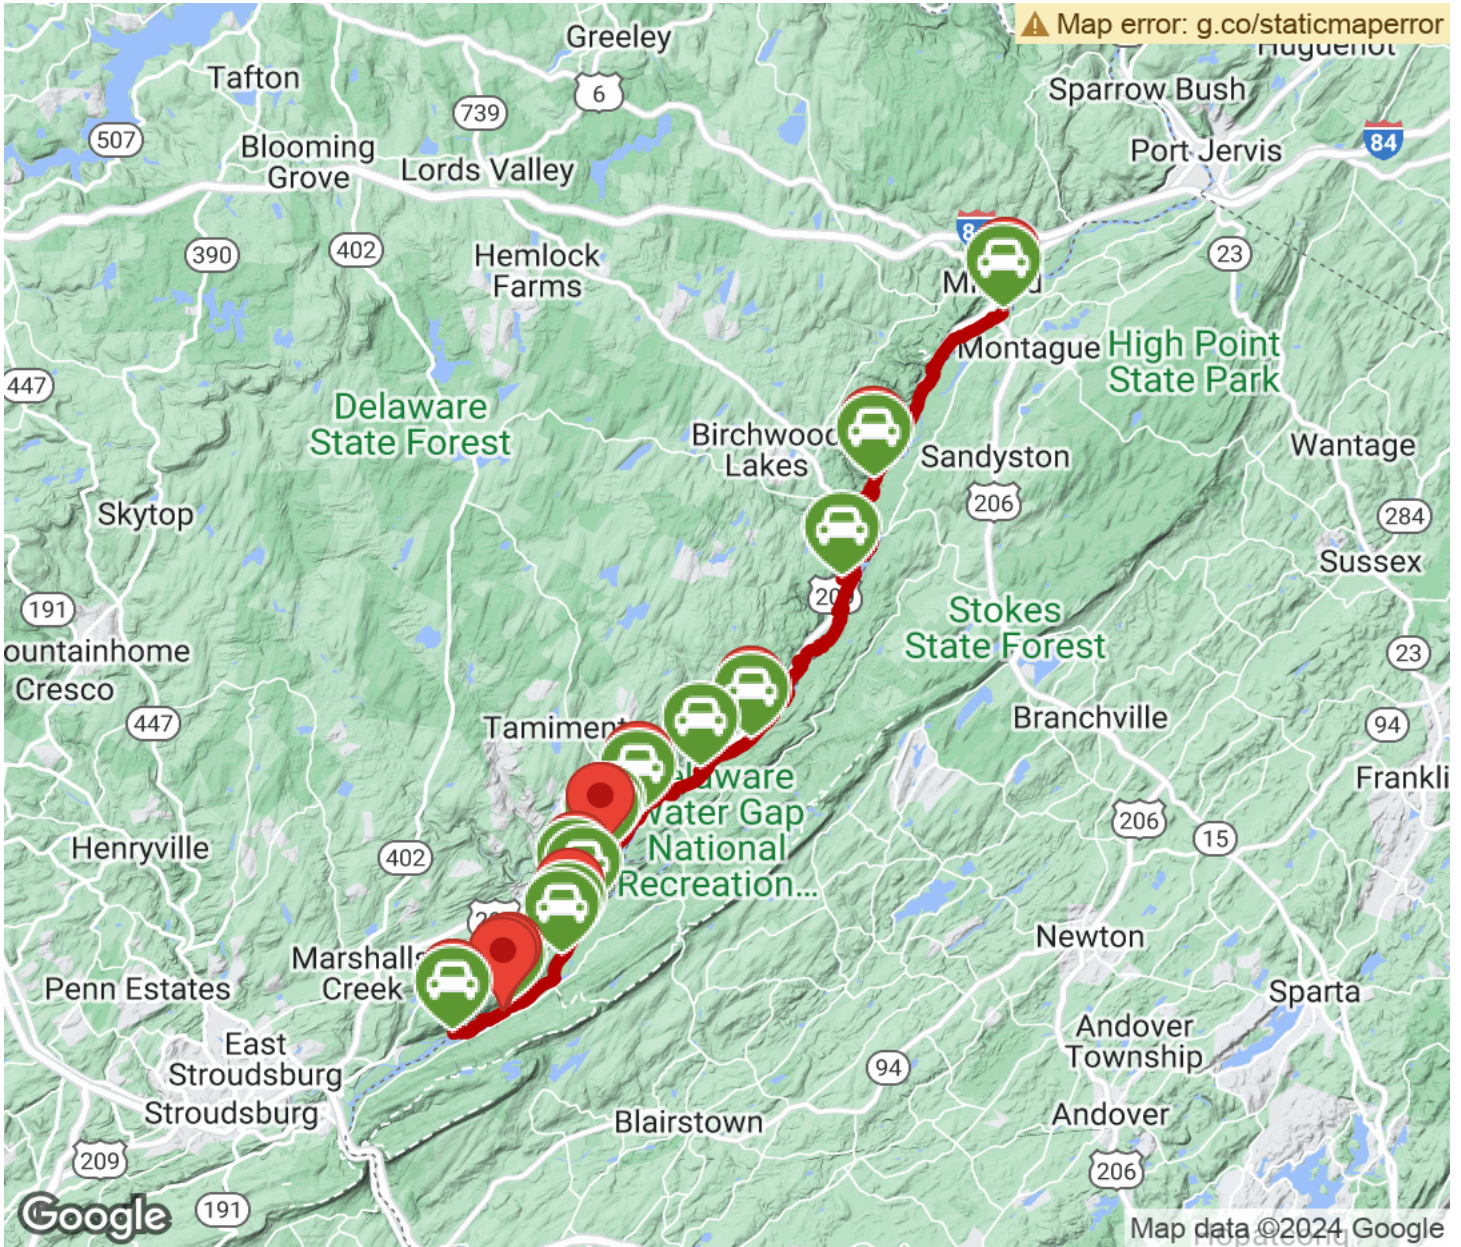 Map error: g.co/staticmaperror
Greeley
Tafton
6
Sparrow Bush
739
507
84
Blooming
Grove
Lords Valley
Port Jervis
390
402
Hemlock
Farms
23
Montague
High Point
State Park
447
Delaware
State Forest
Birchwood
Lakes
Sandyston
Wantage
206
Skytop
284
Sussex
191
Stokes
State Forest
ountainhome
23
Cresco
447
Tamiment
Branchville
94
Frankli
elaware
Water Gap
National
Recreation...
206
15
Henryville
402
Newton
Marshalls
Creek
Penn Estates
Sparta
East
Stroudsburg
Andover
Township
94
Stroudsburg
Blairstown
Andover
209
206
191
Google
Map data ©2024 Google